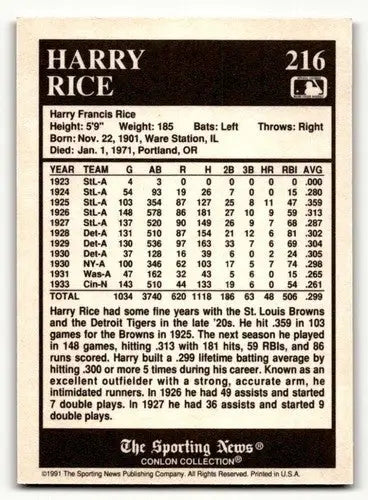 HARRY 216
RICE
Harry Francis Rice
Height: 5'9" Weight: 185 Bats: Left Throws: Right
Born: Nov. 22, 1901, Ware Station, IL
Died: Jan. 1, 1971, Portland, OR
YEAR TEAM G AB R H 2B 3B HR RBI AVG
1923 StL-A 4 3 0 0 0 0 0 0 .000
1924 StL-A 54 93 19 26 7 0 0 15 .280
1925 StL-A 103 354 87 127 25 8 11 47 .359
1926 StL-A 148 578 86 181 27 10 9 59 .313
1927 StL-A 137 520 90 149 26 9 7 68 .287
1928 Det-A 131 510 87 154 21 12 6 81 .302
1929 Det-A 130 536 97 163 33 7 6 69 .304
1930 Det-A 37 128 16 39 6 0 2 24 .305
1930 NY-A 100 346 62 103 17 5 7 74 .298
1931 Was-A 47 162 32 43 5 6 0 15 .265
1933 Cin-N 143 510 44 133 19 6 0 54 .261
TOTAL 1034 3740 620 1118 186 63 48 506 .299
Harry Rice had some fine years with the St. Louis Browns
and the Detroit Tigers in the late '20s. He hit .359 in 103
games for the Browns in 1925. The next season he played
in 148 games, hitting .313 with 181 hits, 59 RBIs, and 86
runs scored. Harry built a .299 lifetime batting average by
hitting .300 or more 5 times during his career. Known as an
excellent outfielder with a strong, accurate arm, he
intimidated runners. In 1926 he had 49 assists and started
7 double plays. In 1927 he had 36 assists and started 9
double plays.
The Sporting News®
CONLON COLLECTION®
©1991 The Sporting News Publishing Company. All Rights Reserved. Printed in U.S.A.